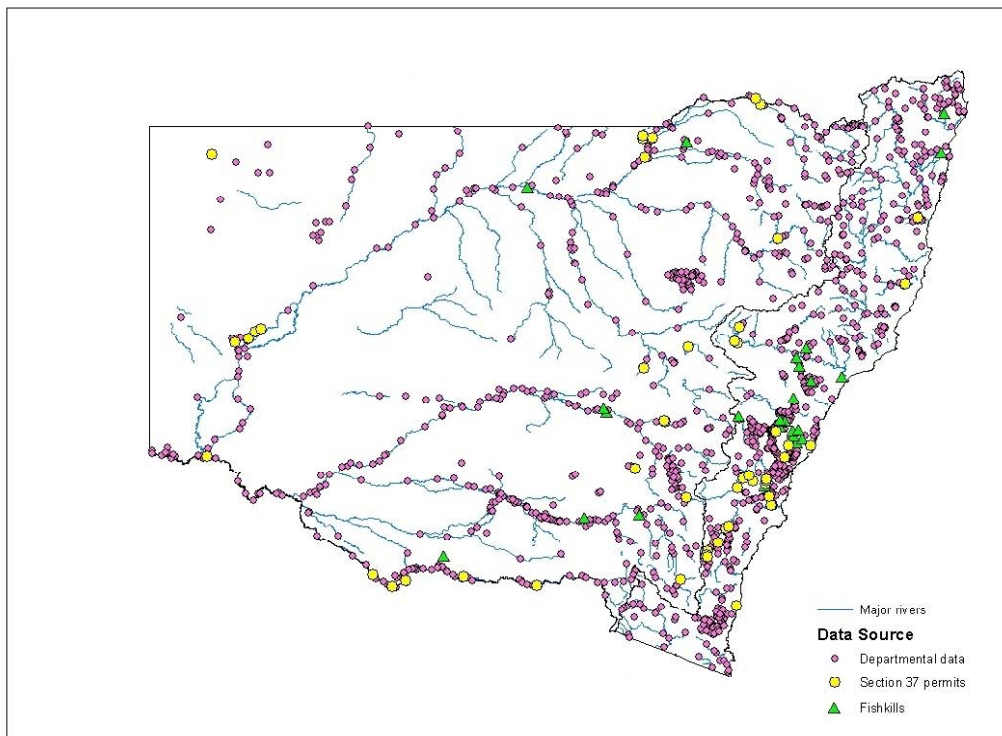 Major rivers
Data Source
Departmental data
Section 37 permits
Fishkills